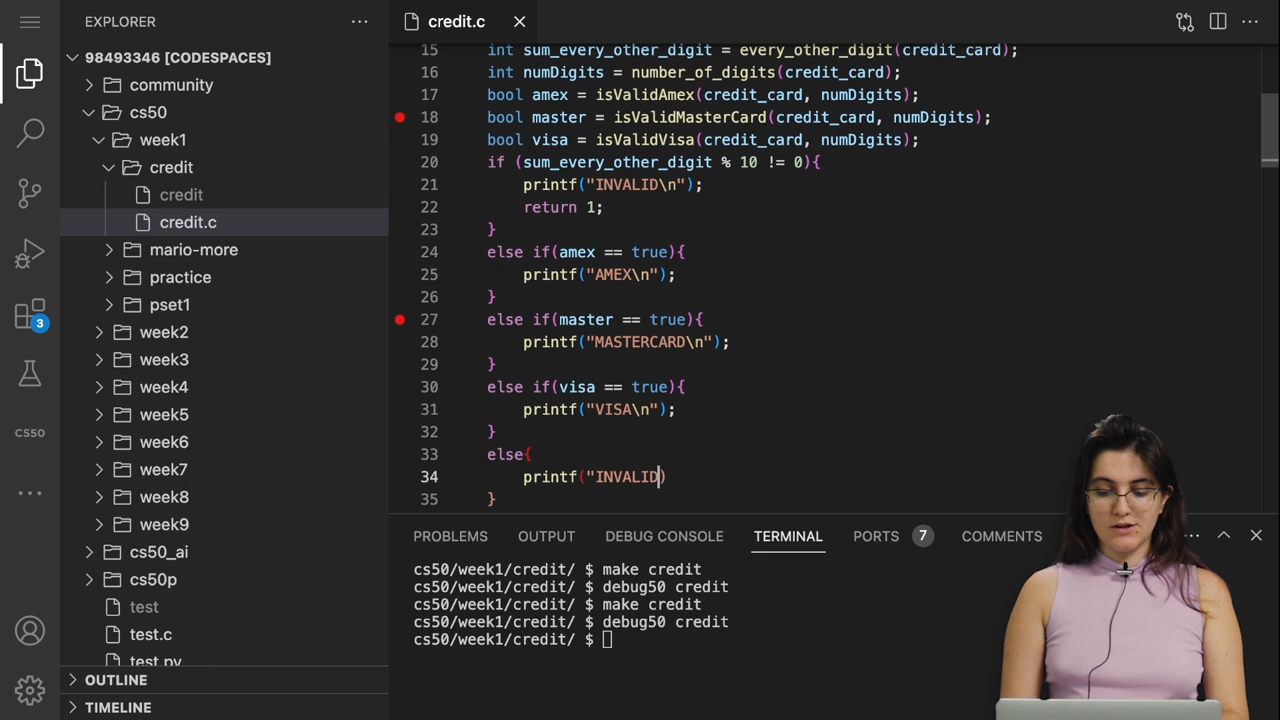 EXPLORER
98493346 [CODESPACES]
community
cs50
week1
credit
credit
credit.c
mario-more
practice
pset1
week2
week3
week4
week5
week6
week7
week8
week9
cs50_ai
cs50p
test
test.c
test.py
OUTLINE
TIMELINE
3
CS50
credit.c
15 int sum_every_other_digit = every_other_digit(credit_card);
16 int numDigits = number_of_digits(credit_card);
17 bool amex = isValidAmex(credit_card, numDigits);
18 bool master = isValidMasterCard(credit_card, numDigits);
19 bool visa = isValidVisa(credit_card, numDigits);
20 if (sum_every_other_digit % 10 != 0){
21 printf("INVALID\n");
22 return 1;
23 }
24 else if(amex == true){
25 printf("AMEX\n");
26 }
27 else if(master == true){
28 printf("MASTERCARD\n");
29 }
30 else if(visa == true){
31 printf("VISA\n");
32 }
33 else{
34 printf("INVALID)
35 }
PROBLEMS OUTPUT DEBUG CONSOLE TERMINAL PORTS 7 COMMENTS
cs50/week1/credit/ $ make credit
cs50/week1/credit/ $ debug50 credit
cs50/week1/credit/ $ make credit
cs50/week1/credit/ $ debug50 credit
cs50/week1/credit/ $